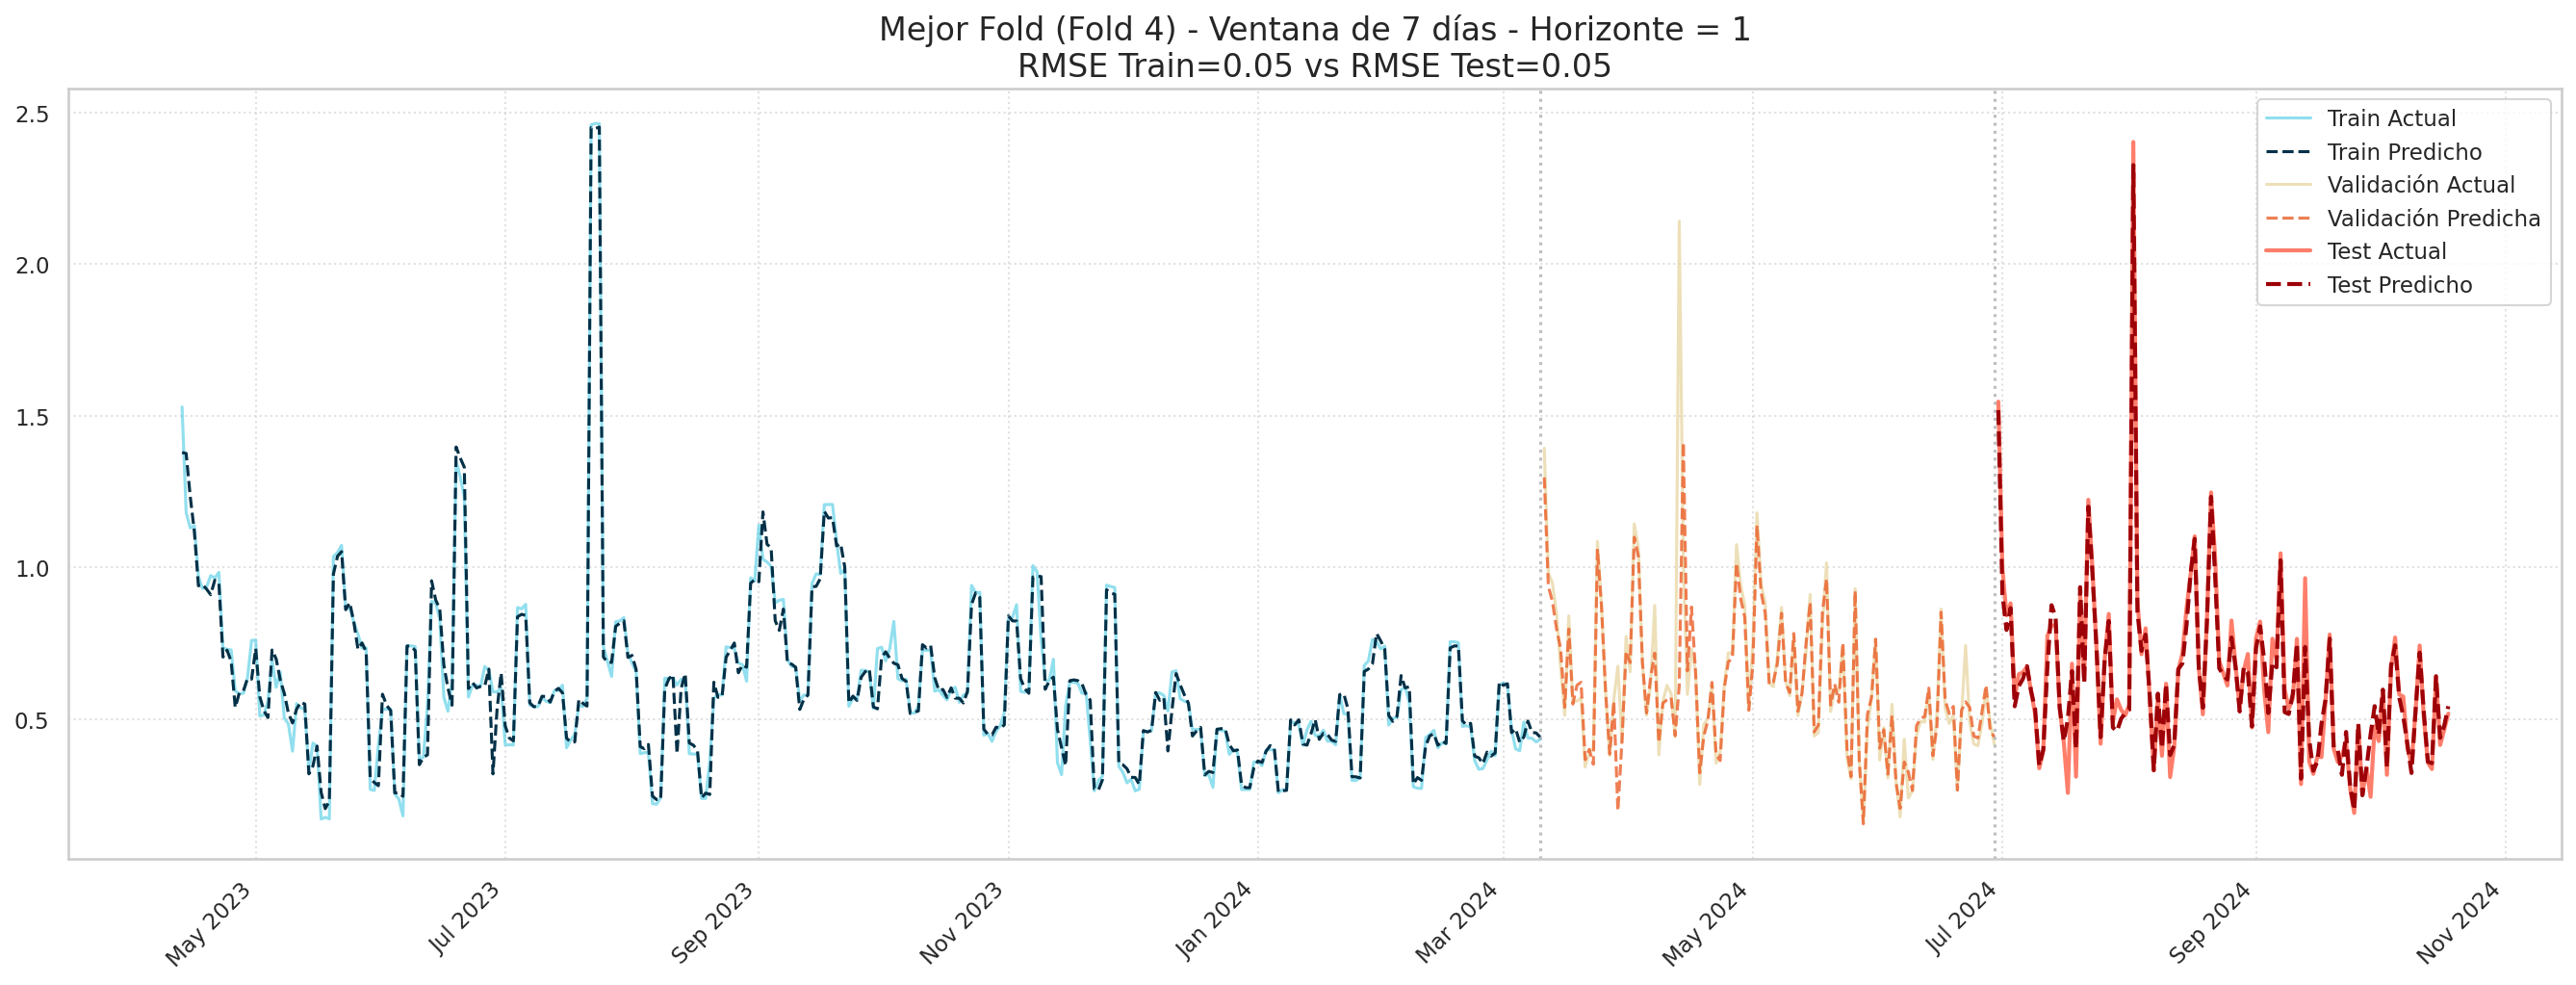 Mejor Fold (Fold 4) - Ventana de 7 días - Horizonte = 1
RMSE Train=0.05 vs RMSE Test=0.05
2.5
2.0
1.5
1.0
0.5
Train Actual
Train Predicho
Validación Actual
Validación Predicha
Test Actual
Test Predicho
May 2023
Jul 2023
Sep 2023
Nov 2023
Jan 2024
Mar 2024
May 2024
Jul 2024
Sep 2024
Nov 2024